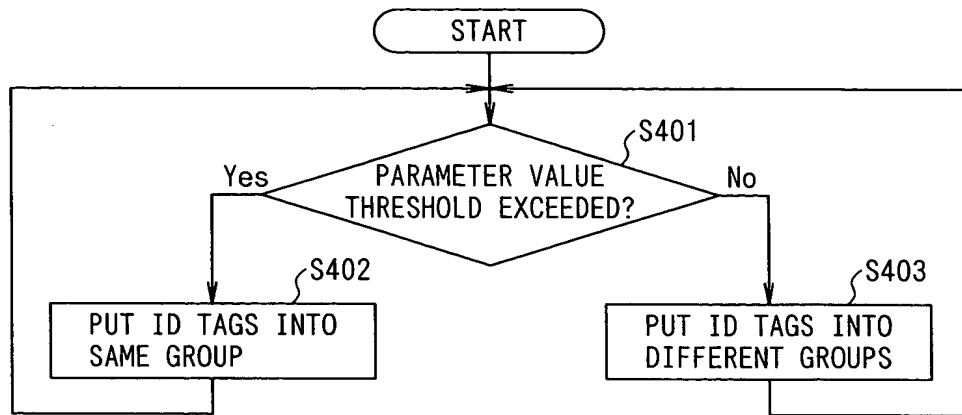 START
S401
Yes
PARAMETER VALUE
THRESHOLD EXCEEDED?
No
S402
PUT ID TAGS INTO
SAME GROUP
S403
PUT ID TAGS INTO
DIFFERENT GROUPS